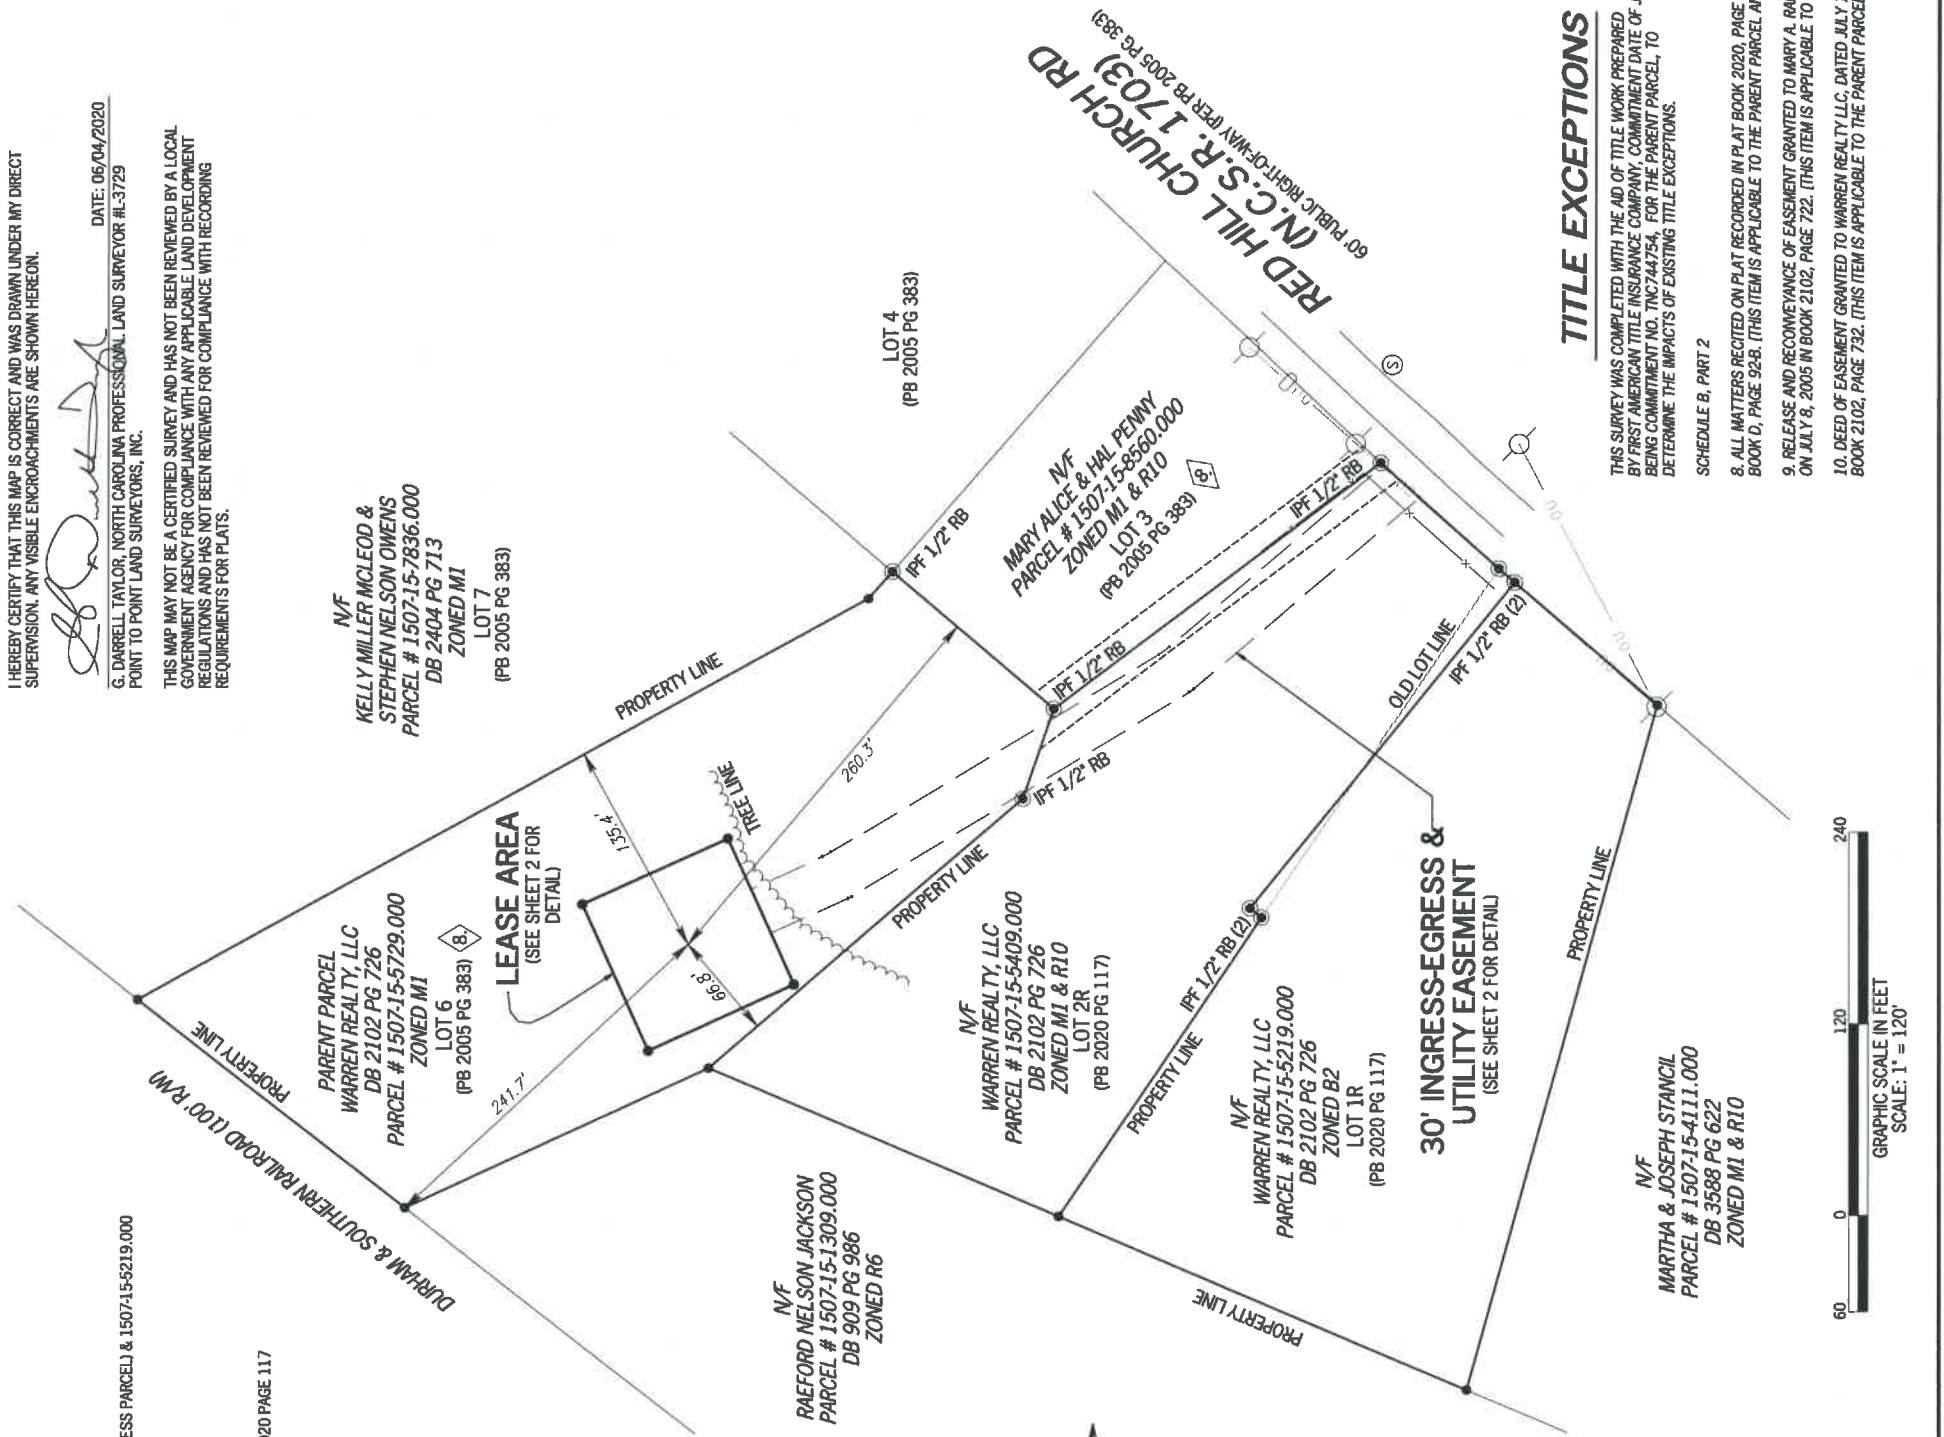 I HEREBY CERTIFY THAT THIS MAP IS CORRECT AND WAS DRAWN UNDER MY DIRECT
SUPERVISION. ANY VISIBLE ENCROACHMENTS ARE SHOWN HEREON.
DATE: 06/04/2020
G. DARRELL TAYLOR, NORTH CAROLINA PROFESSIONAL LAND SURVEYOR #L-3729
POINT TO POINT LAND SURVEYORS, INC.
THIS MAP MAY NOT BE A CERTIFIED SURVEY AND HAS NOT BEEN REVIEWED BY A LOCAL
GOVERNMENT AGENCY FOR COMPLIANCE WITH ANY APPLICABLE LAND DEVELOPMENT
REGULATIONS AND HAS NOT BEEN REVIEWED FOR COMPLIANCE WITH RECORDING
REQUIREMENTS FOR PLATS.
ESS PARCEL) & 1507-15-5219.000
020 PAGE 117
N/F
KELLY MILLER MCLEOD &
STEPHEN NELSON OWENS
PARCEL # 1507-15-7836.000
DB 2404 PG 713
ZONED M1
LOT 7
(PB 2005 PG 383)
PROPERTY LINE
PROPERTY LINE
DURHAM & SOUTHERN RAILROAD (100' R/W)
PARENT PARCEL
WARREN REALTY, LLC
DB 2102 PG 726
PARCEL # 1507-15-5729.000
ZONED M1
LOT 6
(PB 2005 PG 383) 8.
LEASE AREA
(SEE SHEET 2 FOR
DETAIL)
135.4'
260.3'
66.8'
241.7'
TREE LINE
LOT 4
(PB 2005 PG 383)
RED HILL CHURCH RD
(N.C.S.R. 1703)
60' PUBLIC RIGHT-OF-WAY (PER PB 2005 PG 383)
N/F
MARY ALICE & HAL PENNY
PARCEL # 1507-15-8560.000
ZONED M1 & R10
LOT 3
(PB 2005 PG 383) 8.
IPF 1/2" RB
IPF 1/2" RB
IPF 1/2" RB
IPF 1/2" RB
S
OU
OU
OU
PROPERTY LINE
N/F
RAEFORD NELSON JACKSON
PARCEL # 1507-15-1309.000
DB 909 PG 986
ZONED R6
N/F
WARREN REALTY, LLC
PARCEL # 1507-15-5409.000
DB 2102 PG 726
ZONED M1 & R10
LOT 2R
(PB 2020 PG 117)
OLD LOT LINE
IPF 1/2" RB (2)
IPF 1/2" RB (2)
PROPERTY LINE
N/F
WARREN REALTY, LLC
PARCEL # 1507-15-5219.000
DB 2102 PG 726
ZONED B2
LOT 1R
(PB 2020 PG 117)
30' INGRESS-EGRESS &
UTILITY EASEMENT
(SEE SHEET 2 FOR DETAIL)
PROPERTY LINE
PROPERTY LINE
N/F
MARTHA & JOSEPH STANCIL
PARCEL # 1507-15-4111.000
DB 3588 PG 622
ZONED M1 & R10
TITLE EXCEPTIONS
THIS SURVEY WAS COMPLETED WITH THE AID OF TITLE WORK PREPARED
BY FIRST AMERICAN TITLE INSURANCE COMPANY, COMMITMENT DATE OF
BEING COMMITMENT NO. TNC744754, FOR THE PARENT PARCEL, TO
DETERMINE THE IMPACTS OF EXISTING TITLE EXCEPTIONS.
SCHEDULE B, PART 2
8. ALL MATTERS RECITED ON PLAT RECORDED IN PLAT BOOK 2020, PAGE
BOOK D, PAGE 92-B. [THIS ITEM IS APPLICABLE TO THE PARENT PARCEL
9. RELEASE AND RECONVEYANCE OF EASEMENT GRANTED TO MARY A.
ON JULY 8, 2005 IN BOOK 2102, PAGE 722. [THIS ITEM IS APPLICABLE TO
10. DEED OF EASEMENT GRANTED TO WARREN REALTY LLC, DATED JULY
BOOK 2102, PAGE 732. [THIS ITEM IS APPLICABLE TO THE PARENT
60 0 120 240
GRAPHIC SCALE IN FEET
SCALE: 1" = 120'